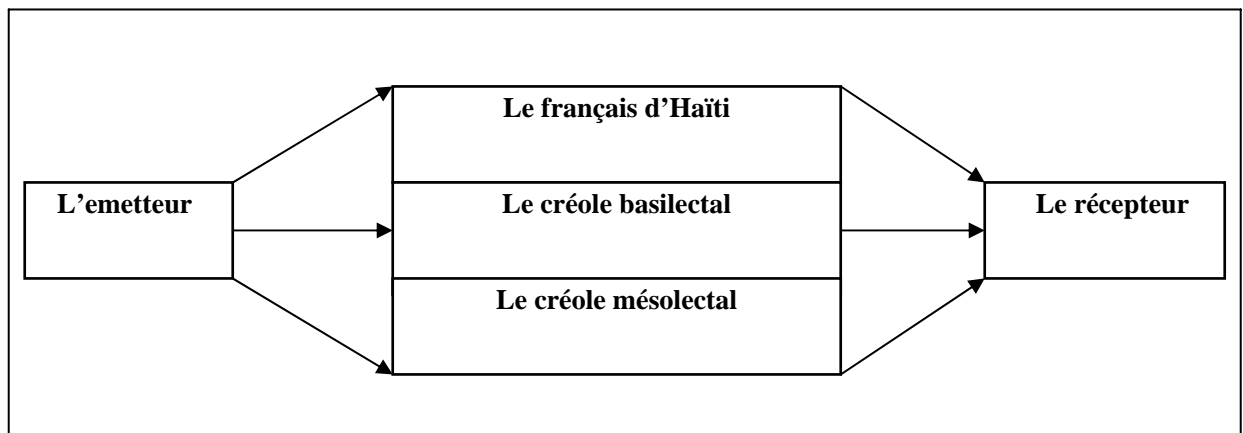 Le français d'Haïti
L'emetteur
Le créole basilectal
Le récepteur
Le créole mésolectal